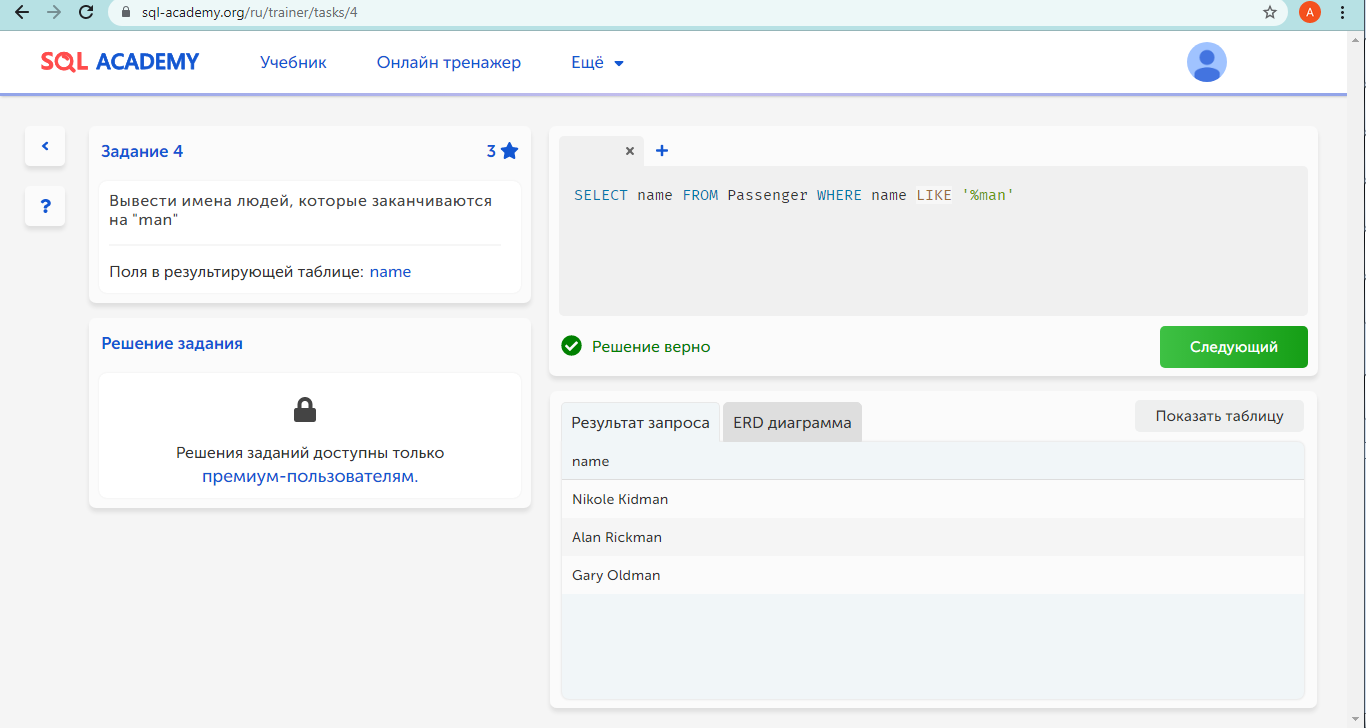 sql-academy.org/ru/trainer/tasks/4
A
SQL ACADEMY
Учебник
Онлайн тренажер
Ещё
Задание 4
3
Вывести имена людей, которые заканчиваются
на "man"
Поля в результирующей таблице: name
?
Решение задания
Решения заданий доступны только
премиум-пользователям.
SELECT name FROM Passenger WHERE name LIKE '%man'
Решение верно
Следующий
Результат запроса
ERD диаграмма
Показать таблицу
name
Nikole Kidman
Alan Rickman
Gary Oldman